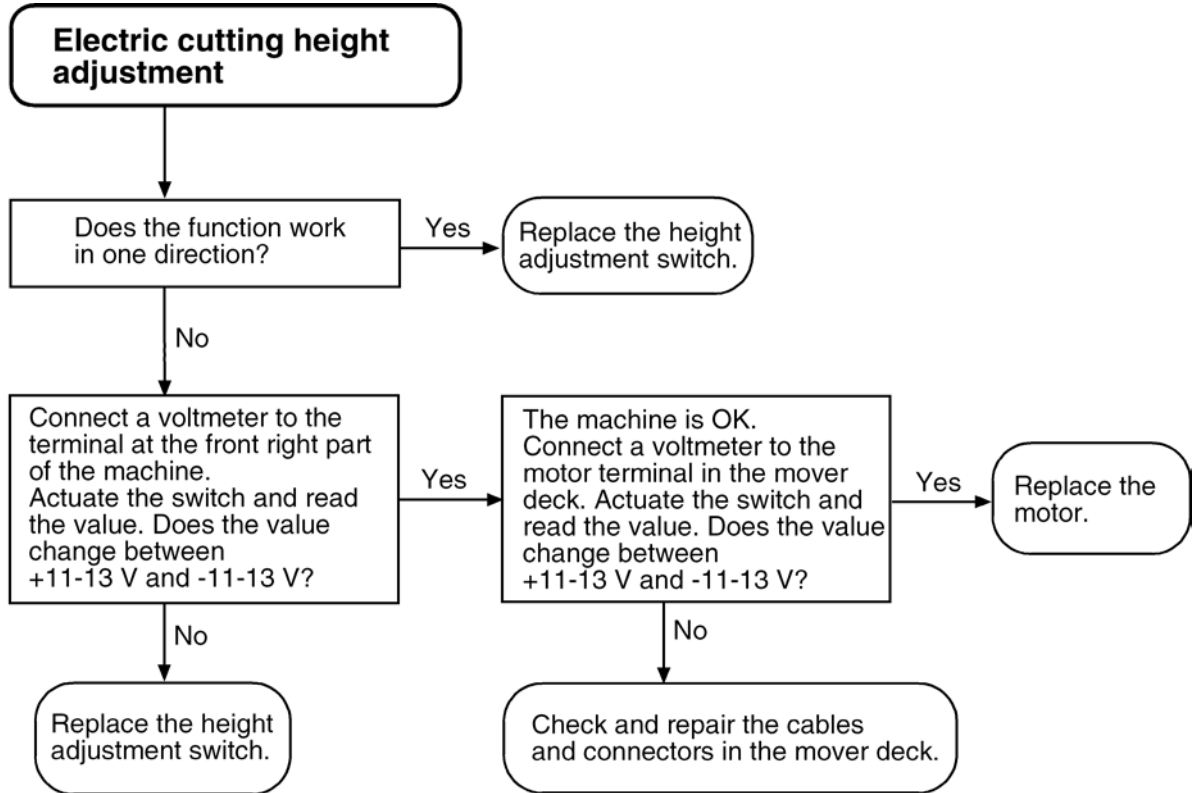 Electric cutting height
adjustment
Does the function work
in one direction?
Yes
Replace the height
adjustment switch.
No
Connect a voltmeter to the
terminal at the front right part
of the machine.
Actuate the switch and read
the value. Does the value
change between
+11-13 V and -11-13 V?
Yes
The machine is OK.
Connect a voltmeter to the
motor terminal in the mover
deck. Actuate the switch and
read the value. Does the value
change between
+11-13 V and -11-13 V?
Yes
Replace the
motor.
No
Replace the height
adjustment switch.
No
Check and repair the cables
and connectors in the mover deck.